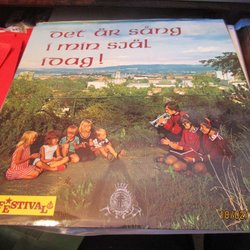 det är sång
i min själ
idag!
FESTIVAL